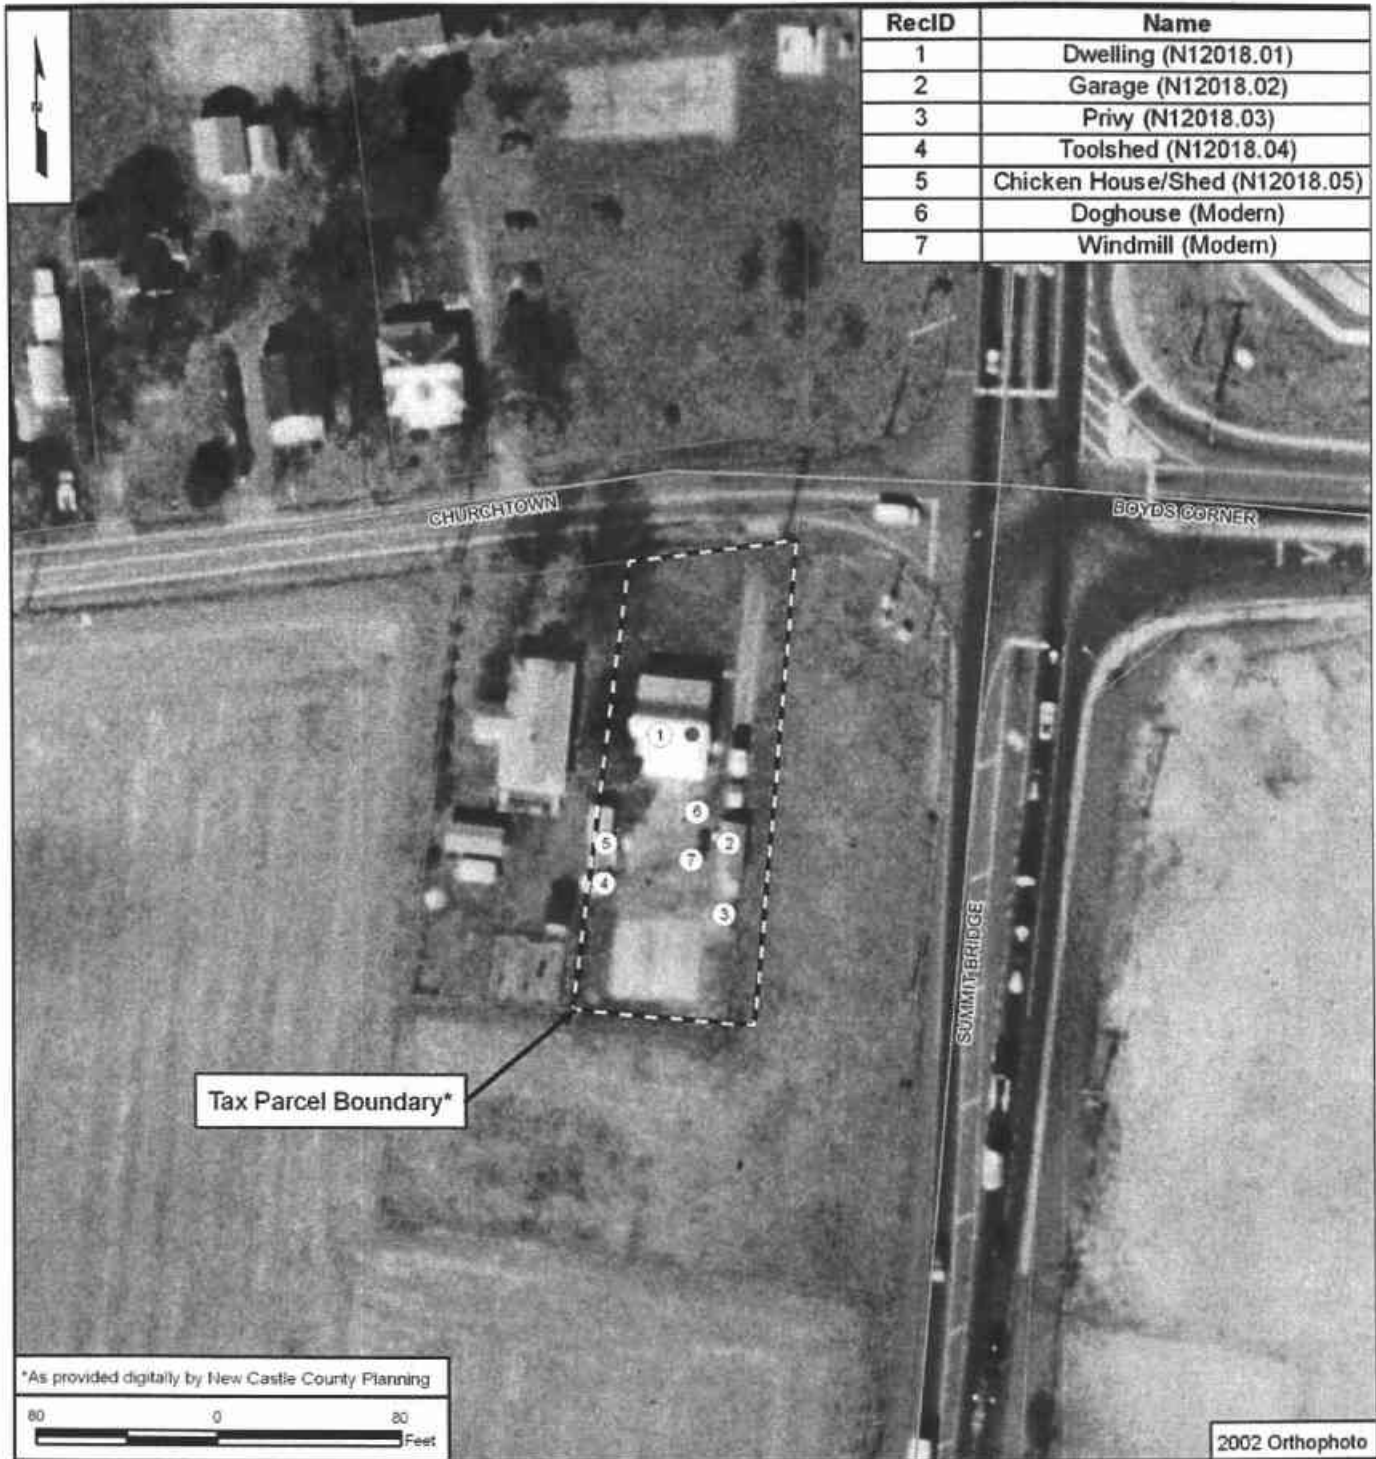 N
RecID Name
1 Dwelling (N12018.01)
2 Garage (N12018.02)
3 Privy (N12018.03)
4 Toolshed (N12018.04)
5 Chicken House/Shed (N12018.05)
6 Doghouse (Modern)
7 Windmill (Modern)
CHURCHTOWN
BOYDS CORNER
1
6
5
2
7
4
3
SUMMIT BRIDGE
Tax Parcel Boundary*
*As provided digitally by New Castle County Planning
80 0 80
Feet
2002 Orthophoto